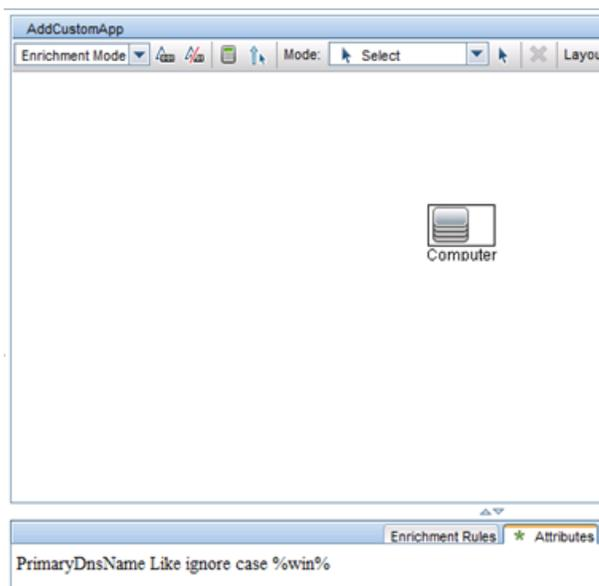 AddCustomApp
Enrichment Mode Mode: Select Layou
Computer
Enrichment Rules * Attributes
PrimaryDnsName Like ignore case %win%